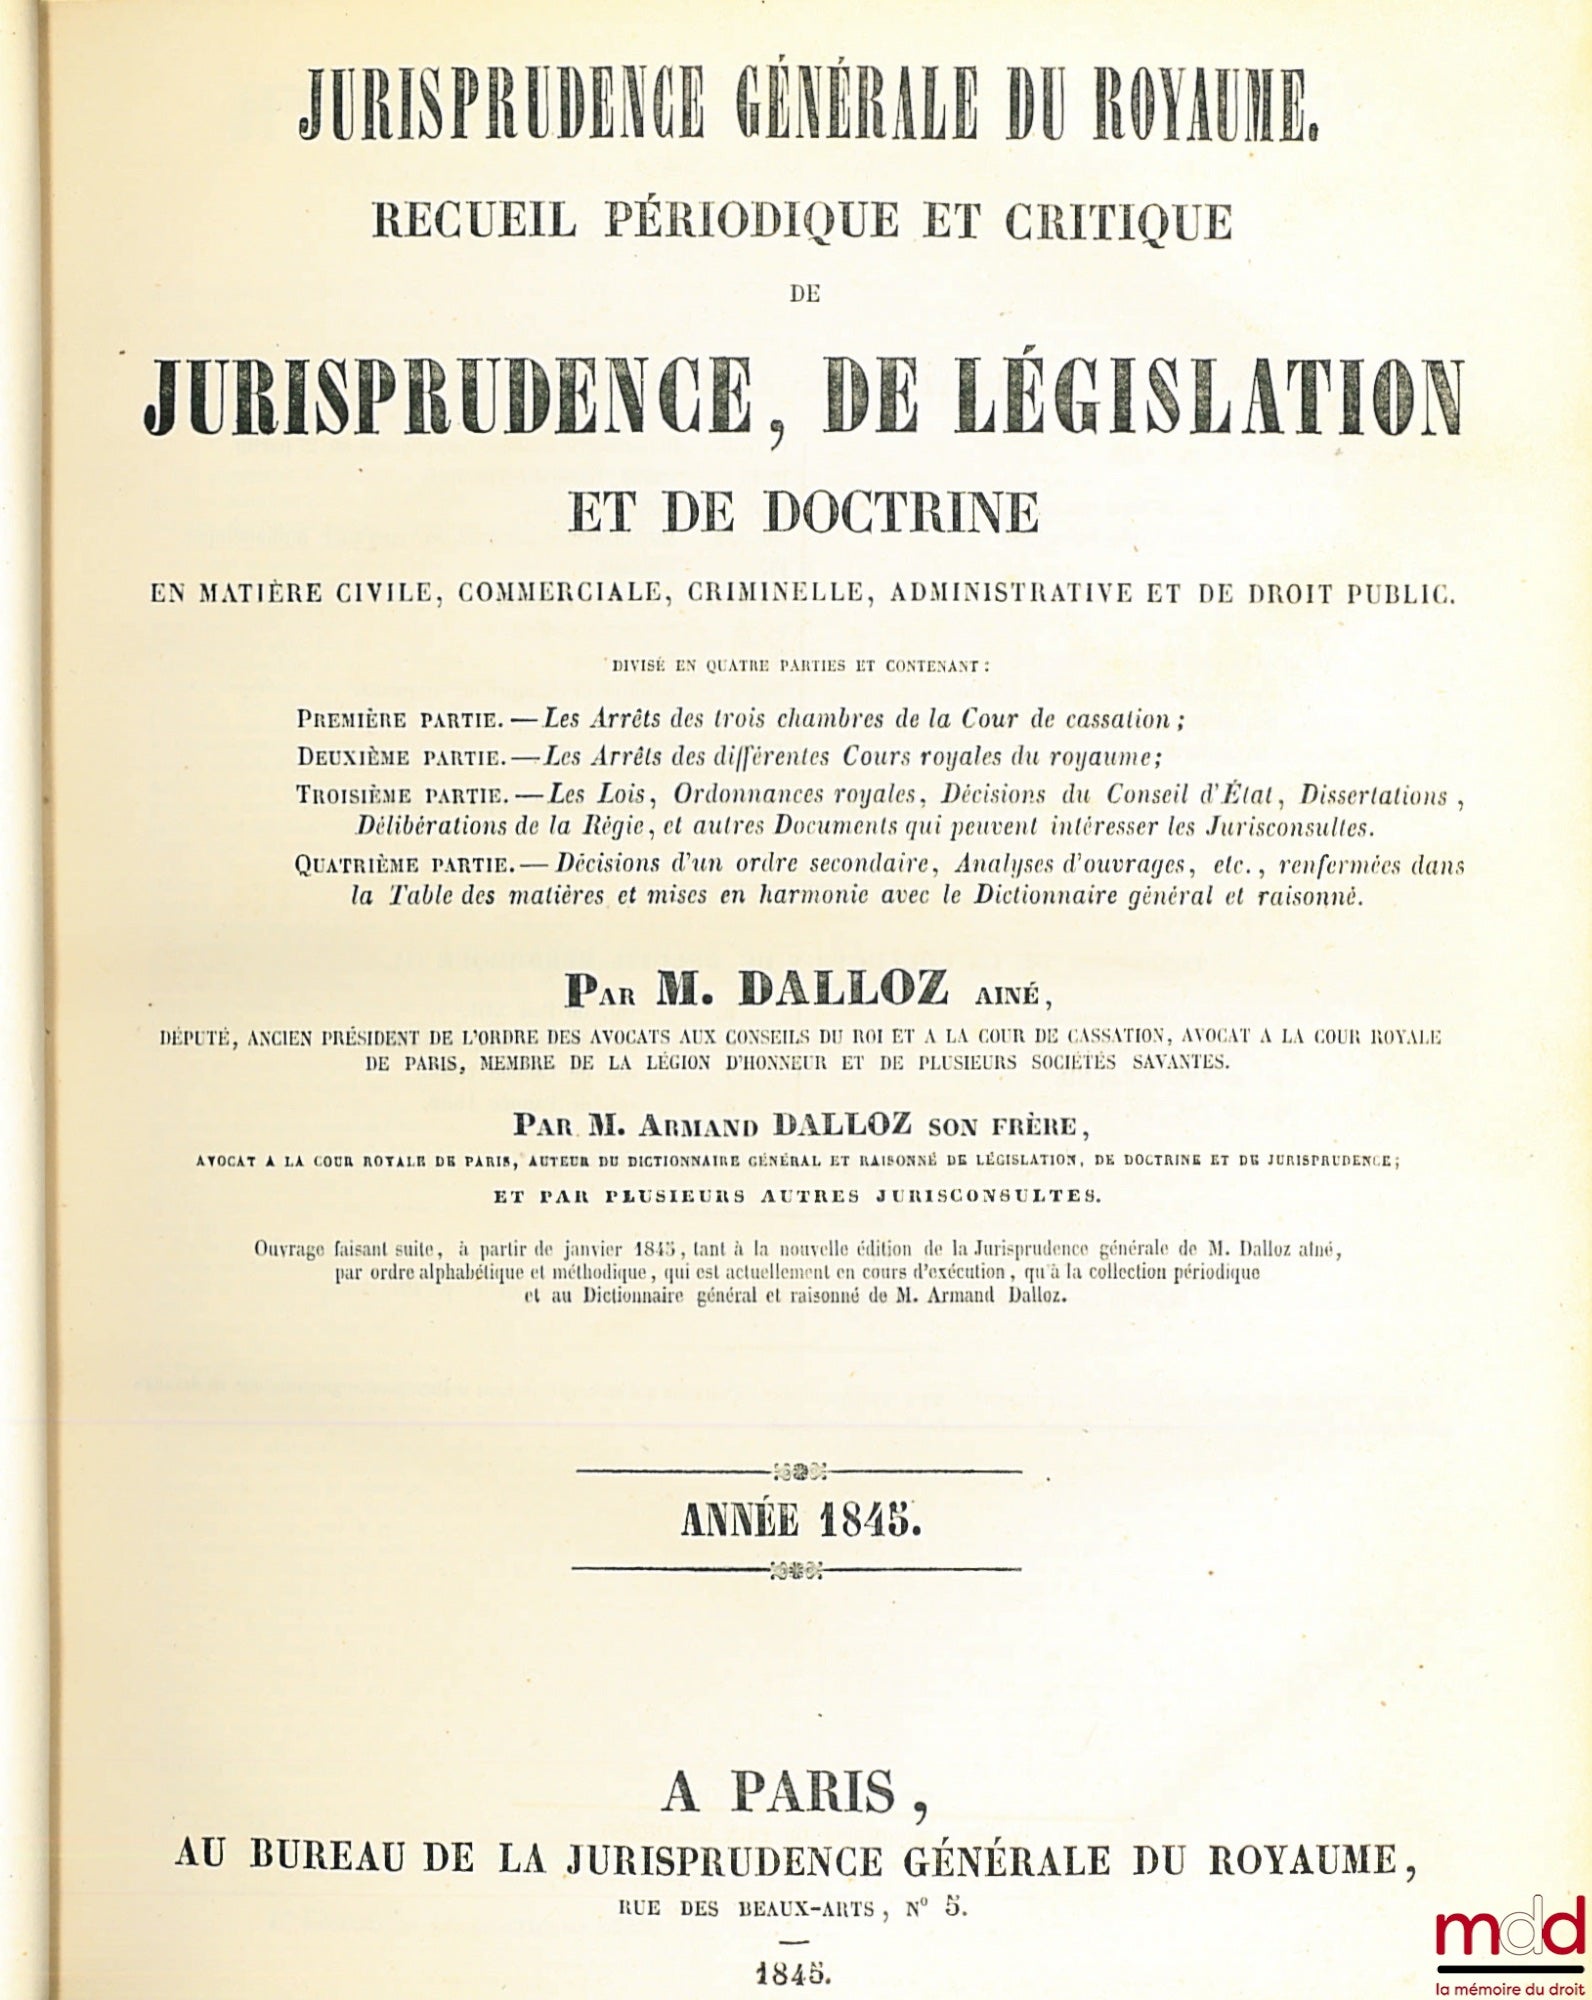 JURISPRUDENCE GÉNÉRALE DU ROYAUME.
RECUEIL PÉRIODIQUE ET CRITIQUE
DE
JURISPRUDENCE, DE LÉGISLATION
ET DE DOCTRINE
EN MATIÈRE CIVILE, COMMERCIALE, CRIMINELLE, ADMINISTRATIVE ET DE DROIT PUBLIC.
DIVISÉ EN QUATRE PARTIES ET CONTENANT :
PREMIÈRE PARTIE. — Les Arrêts des trois chambres de la Cour de cassation ;
DEUXIÈME PARTIE. — Les Arrêts des différentes Cours royales du royaume ;
TROISIÈME PARTIE. — Les Lois, Ordonnances royales, Décisions du Conseil d'État, Dissertations,
Délibérations de la Régie, et autres Documents qui peuvent intéresser les Jurisconsultes.
QUATRIÈME PARTIE. — Décisions d'un ordre secondaire, Analyses d'ouvrages, etc., renfermées dans
la Table des matières et mises en harmonie avec le Dictionnaire général et raisonné.
PAR M. DALLOZ AINÉ,
DÉPUTÉ, ANCIEN PRÉSIDENT DE L'ORDRE DES AVOCATS AUX CONSEILS DU ROI ET A LA COUR DE CASSATION, AVOCAT A LA COUR ROYALE
DE PARIS, MEMBRE DE LA LÉGION D'HONNEUR ET DE PLUSIEURS SOCIÉTÉS SAVANTES.
PAR M. ARMAND DALLOZ SON FRÈRE,
AVOCAT A LA COUR ROYALE DE PARIS, AUTEUR DU DICTIONNAIRE GÉNÉRAL ET RAISONNÉ DE LÉGISLATION, DE DOCTRINE ET DE JURISPRUDENCE ;
ET PAR PLUSIEURS AUTRES JURISCONSULTES.
Ouvrage faisant suite, à partir de janvier 1845, tant à la nouvelle édition de la Jurisprudence générale de M. Dalloz aîné,
par ordre alphabétique et méthodique, qui est actuellement en cours d'exécution, qu'à la collection périodique
et au Dictionnaire général et raisonné de M. Armand Dalloz.
ANNÉE 1845.
A PARIS,
AU BUREAU DE LA JURISPRUDENCE GÉNÉRALE DU ROYAUME,
RUE DES BEAUX-ARTS, Nº 5.
1845.
mdd
la mémoire du droit